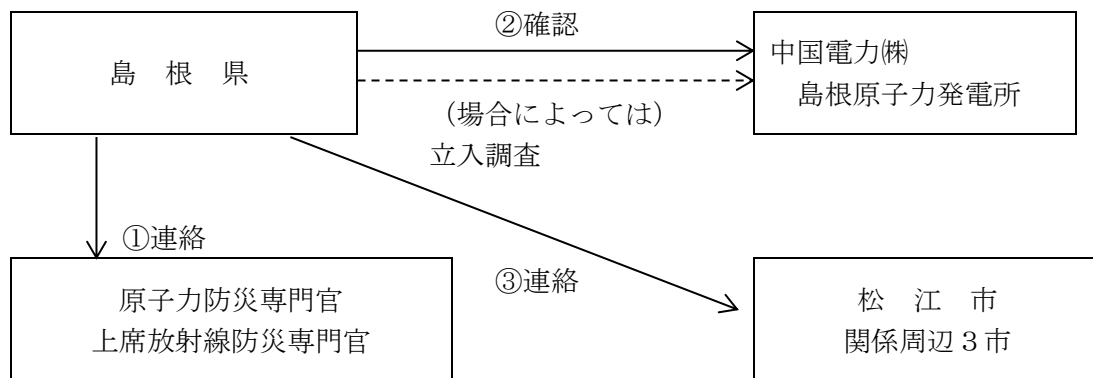 ②確認
島　根　県
中国電力㈱
島根原子力発電所
（場合によっては）
立入調査
①連絡
③連絡
原子力防災専門官
上席放射線防災専門官
松　江　市
関係周辺３市